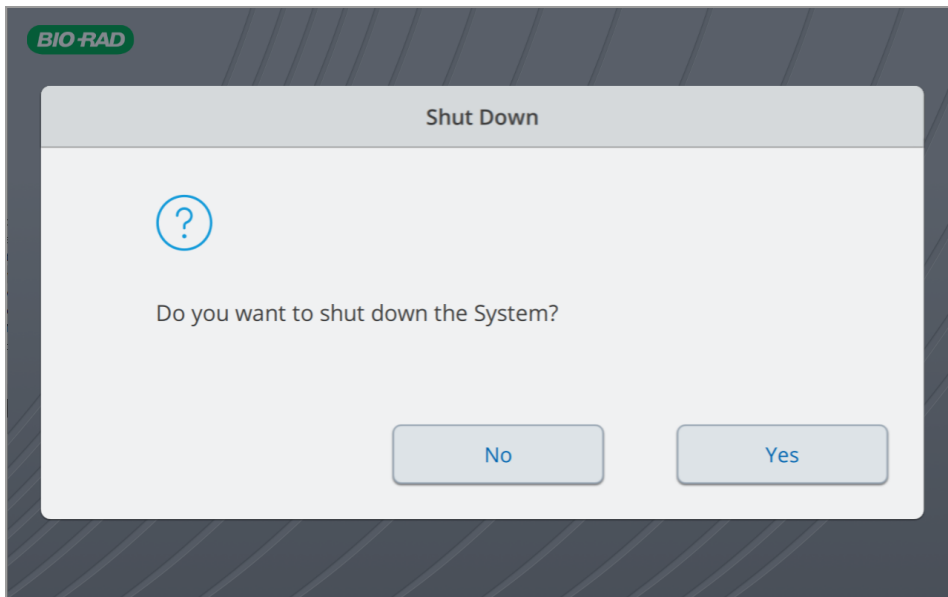 BIO-RAD
Shut Down
?
Do you want to shut down the System?
No
Yes